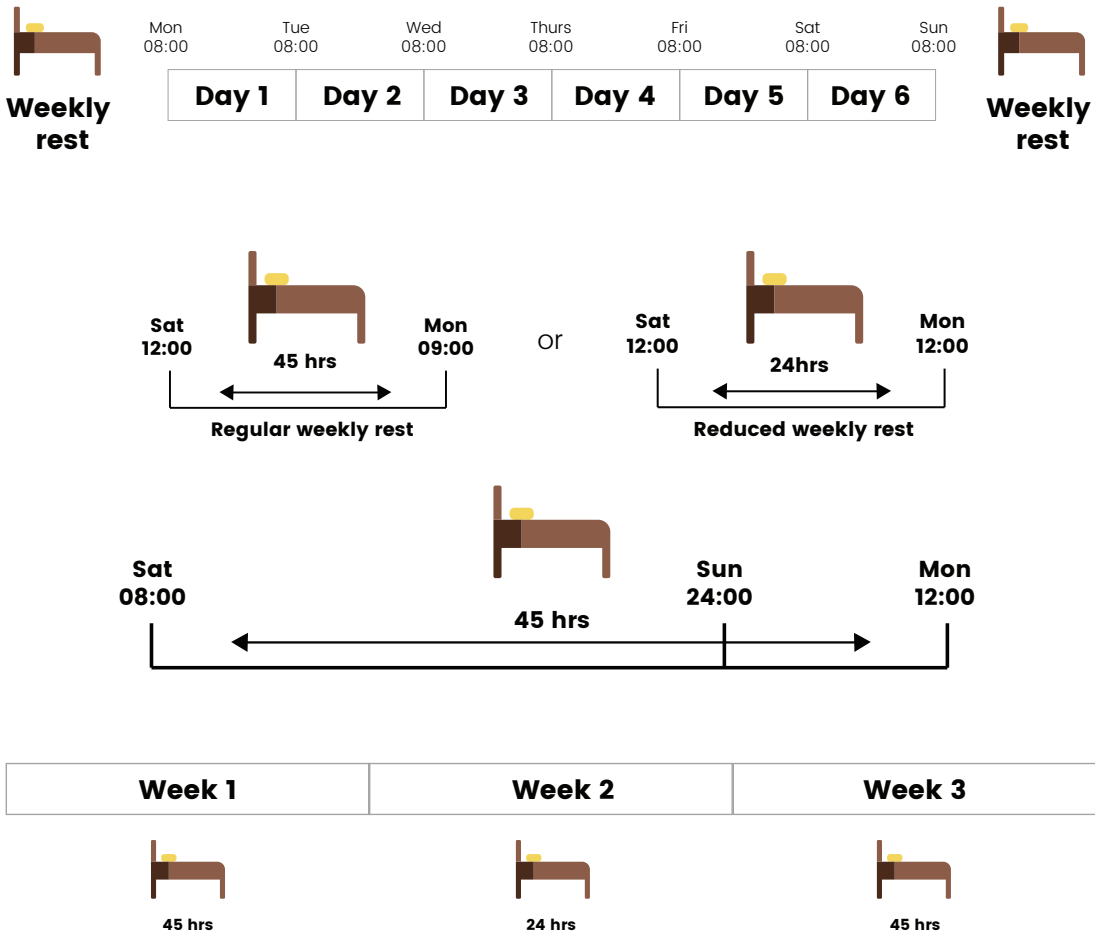 Mon Tue Wed Thurs Fri Sat Sun
08:00 08:00 08:00 08:00 08:00 08:00 08:00
Weekly
rest
Day 1 Day 2 Day 3 Day 4 Day 5 Day 6
Weekly
rest
Sat
12:00
45 hrs
Mon
09:00
Regular weekly rest
or
Sat
12:00
24hrs
Mon
12:00
Reduced weekly rest
Sat
08:00
45 hrs
Sun
24:00
Mon
12:00
Week 1 Week 2 Week 3
45 hrs 24 hrs 45 hrs